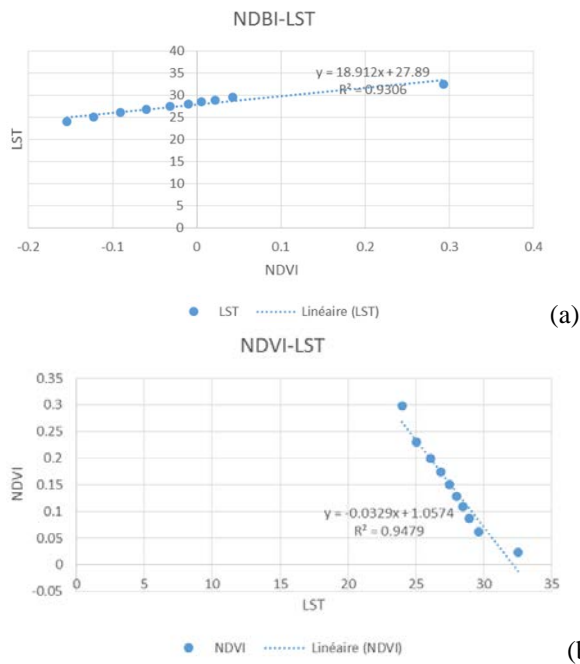 NDBI-LST
40
35
30
25
20
15
10
5
0
y = 18.912x + 27.89
R² = 0.9306
LST
-0.2
-0.1
0
0.1
0.2
0.3
0.4
NDVI
LST
Linéaire (LST)
(a)
NDVI-LST
0.35
0.3
0.25
0.2
0.15
0.1
0.05
0
-0.05
NDVI
y = -0.0329x + 1.0574
R² = 0.9479
0
5
10
15
20
25
30
35
LST
NDVI
Linéaire (NDVI)
(b